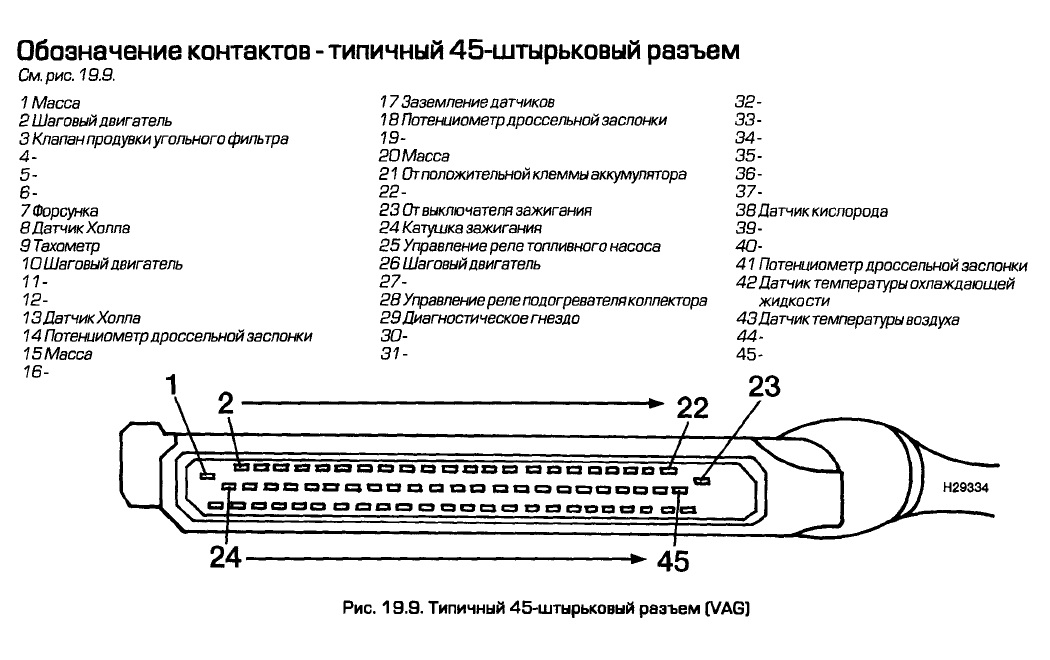 Обозначение контактов - типичный 45-штырьковый разъем
См. рис. 19.9.
1 Масса
2 Шаговый двигатель
3 Клапан продувки угольного фильтра
4-
5-
6-
7 Форсунка
8 Датчик Холла
9 Тахометр
10 Шаговый двигатель
11-
12-
13 Датчик Холла
14 Потенциометр дроссельной заслонки
15 Масса
16-
17 Заземление датчиков
18 Потенциометр дроссельной заслонки
19-
20 Масса
21 От положительной клеммы аккумулятора
22-
23 От выключателя зажигания
24 Катушка зажигания
25 Управление реле топливного насоса
26 Шаговый двигатель
27-
28 Управление реле подогревателя коллектора
29 Диагностическое гнездо
30-
31-
32-
33-
34-
35-
36-
37-
38 Датчик кислорода
39-
40-
41 Потенциометр дроссельной заслонки
42 Датчик температуры охлаждающей
жидкости
43 Датчик температуры воздуха
44-
45-
1
2
22
23
H29334
24
45
Рис. 19.9. Типичный 45-штырьковый разъем (VAG)